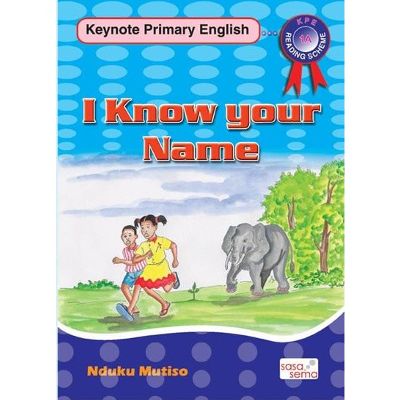 Keynote Primary English...
KPE
1A
READING SCHEME
I Know your
Name
Nduku Mutiso
sasa
sema